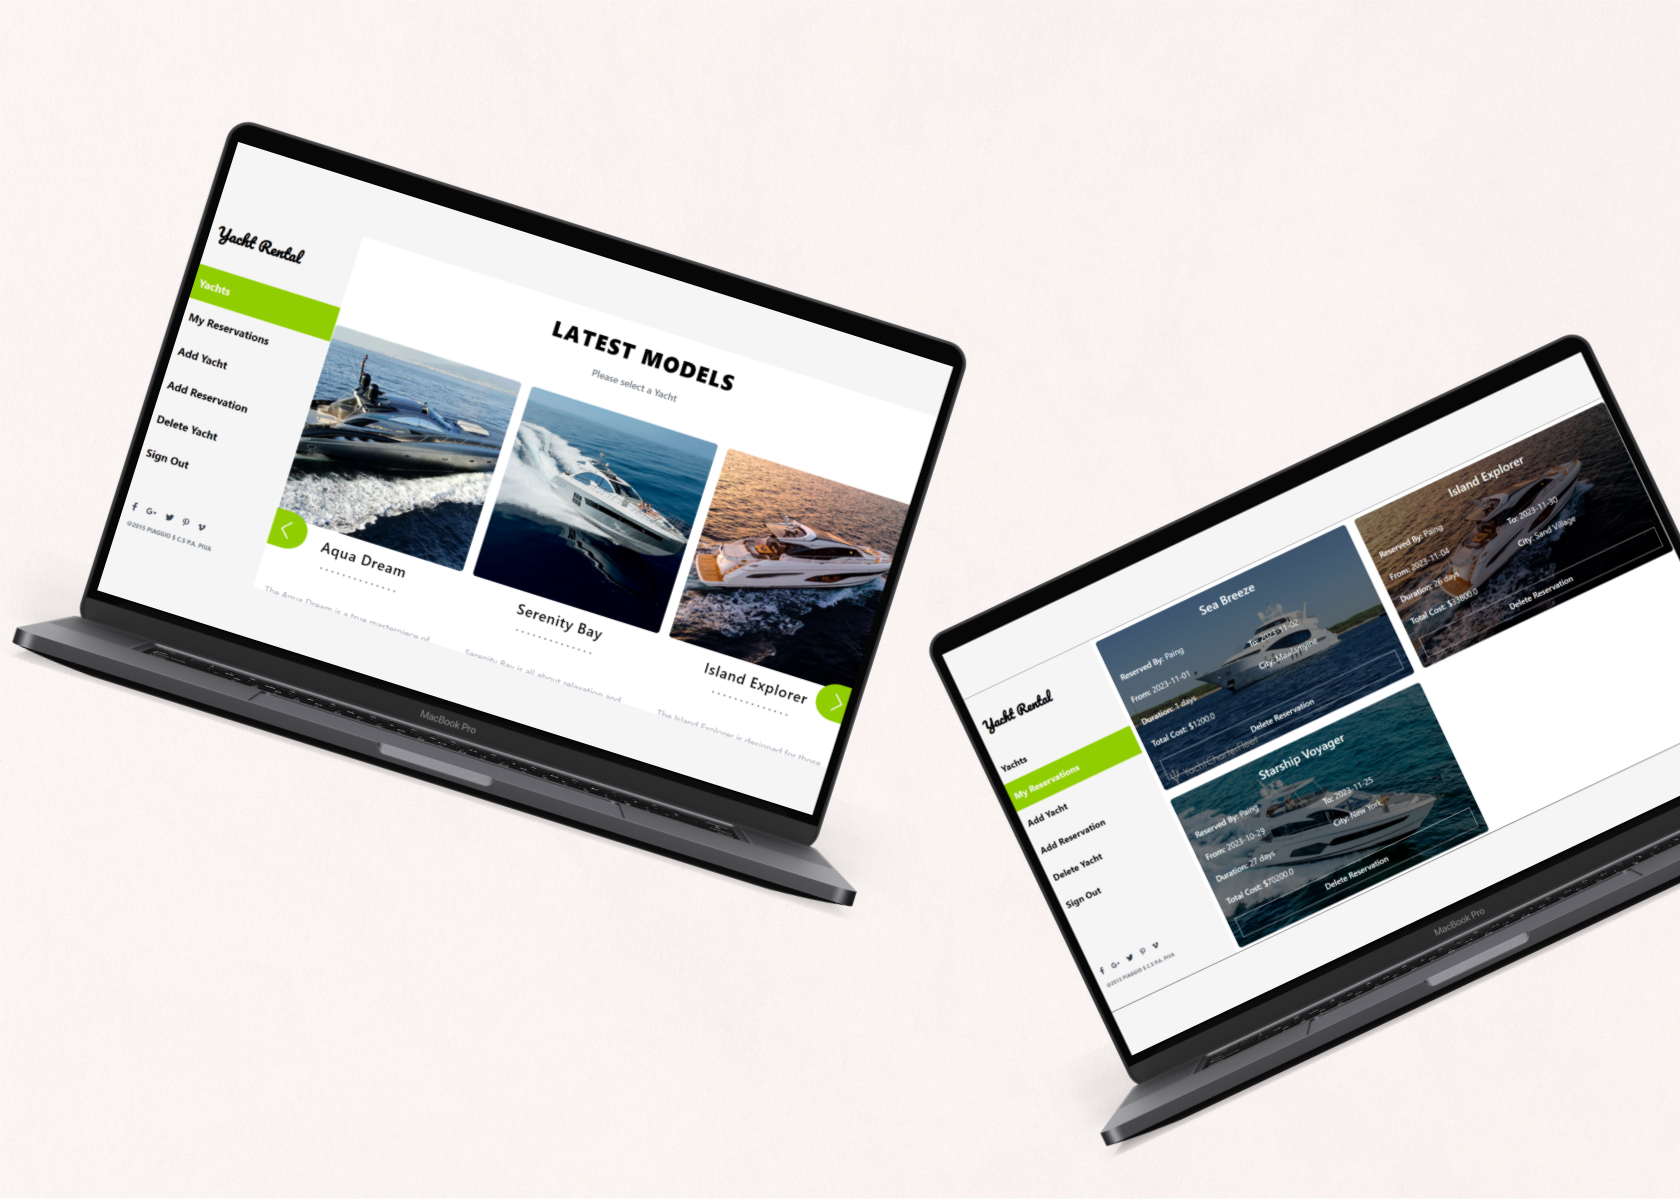 Yacht Rental
Yachts
My Reservations
Add Yacht
Add Reservation
Delete Yacht
Sign Out
@2015 PIAGGIO E C.S P.A. PIVA
LATEST MODELS
Please select a Yacht
Aqua Dream
The Aqua Dream is a true masterpiece of
Serenity Bay
Serenity Bay is all about relaxation and
Island Explorer
The Island Explorer is designed for those
MacBook Pro
Yacht Rental
Yachts
My Reservations
Add Yacht
Add Reservation
Delete Yacht
Sign Out
@2015 PIAGGIO E C.S P.A. PIVA
Sea Breeze
Reserved By: Paing
From: 2023-11-01
To: 2023-11-02
Duration: 1 days
City: Mawlamyine
Total Cost: $1200.0
Delete Reservation
YachtCharterFleet
Island Explorer
Reserved By: Paing
From: 2023-11-04
To: 2023-11-30
Duration: 26 days
City: Sand Village
Total Cost: $33800.0
Delete Reservation
Starship Voyager
Reserved By: Paing
From: 2023-10-29
To: 2023-11-25
Duration: 27 days
City: New York
Total Cost: $70200.0
Delete Reservation
MacBook Pro